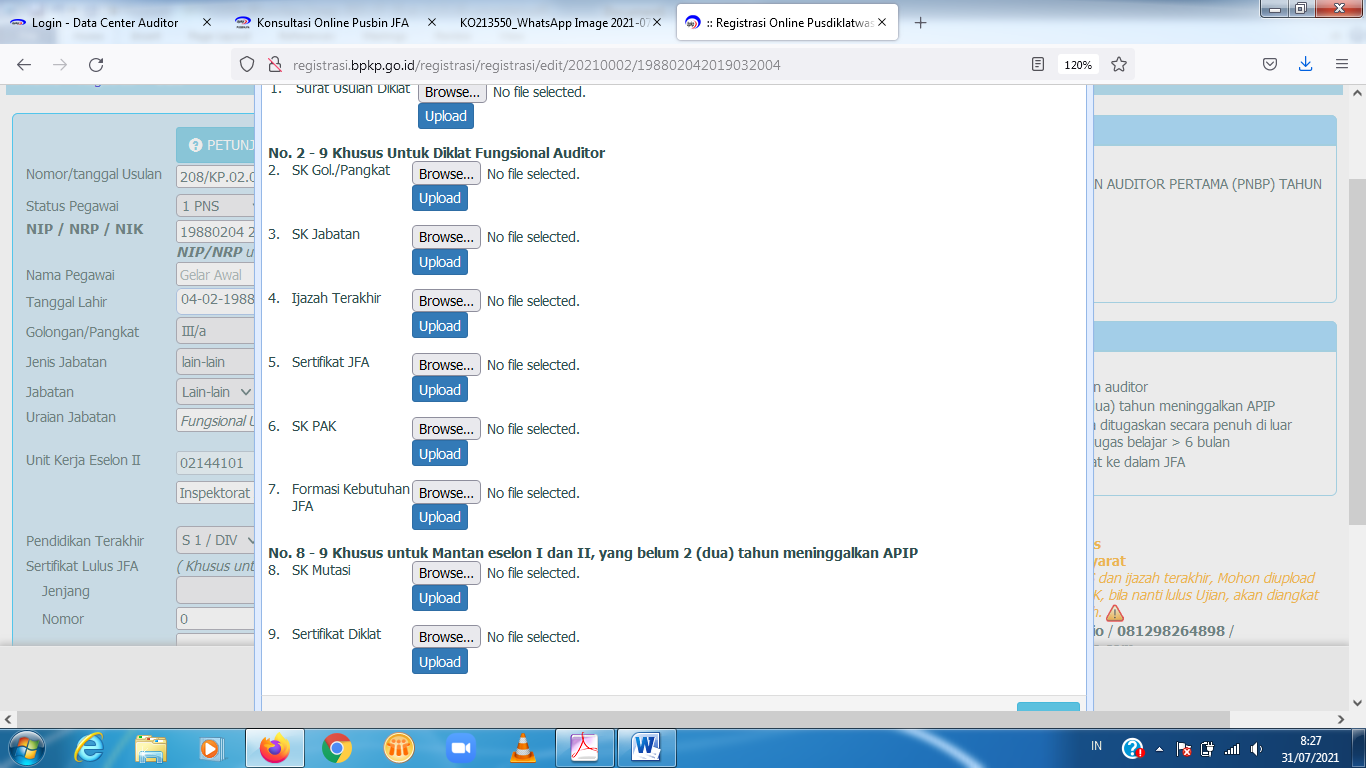 Login - Data Center Auditor
Konsultasi Online Pusbin JFA
KO213550_WhatsApp Image 2021-07
:: Registrasi Online Pusdiklatwas
registrasi.bpkp.go.id/registrasi/registrasi/edit/20210002/198802042019032004
120%
1. Surat Usulan Diklat Browse... No file selected.
Upload
No. 2 - 9 Khusus Untuk Diklat Fungsional Auditor
2. SK Gol./Pangkat Browse... No file selected.
Upload
3. SK Jabatan Browse... No file selected.
Upload
4. Ijazah Terakhir Browse... No file selected.
Upload
5. Sertifikat JFA Browse... No file selected.
Upload
6. SK PAK Browse... No file selected.
Upload
7. Formasi Kebutuhan JFA Browse... No file selected.
Upload
No. 8 - 9 Khusus untuk Mantan eselon I dan II, yang belum 2 (dua) tahun meninggalkan APIP
8. SK Mutasi Browse... No file selected.
Upload
9. Sertifikat Diklat Browse... No file selected.
Upload
PETUNJ
Nomor/tanggal Usulan 208/KP.02.0
Status Pegawai 1 PNS
NIP / NRP / NIK 19880204 2
NIP/NRP u
Nama Pegawai Gelar Awal
Tanggal Lahir 04-02-1988
Golongan/Pangkat III/a
Jenis Jabatan lain-lain
Jabatan Lain-lain
Uraian Jabatan Fungsional U
Unit Kerja Eselon II 02144101
Inspektorat
Pendidikan Terakhir S 1 / DIV
Sertifikat Lulus JFA ( Khusus unt
Jenjang
Nomor 0
N AUDITOR PERTAMA (PNBP) TAHUN
n auditor
ua) tahun meninggalkan APIP
ditugaskan secara penuh di luar
ugas belajar > 6 bulan
at ke dalam JFA
s
yarat
dan ijazah terakhir, Mohon diupload
K, bila nanti lulus Ujian, akan diangkat
h.
io / 081298264898 /
IN
8:27
31/07/2021